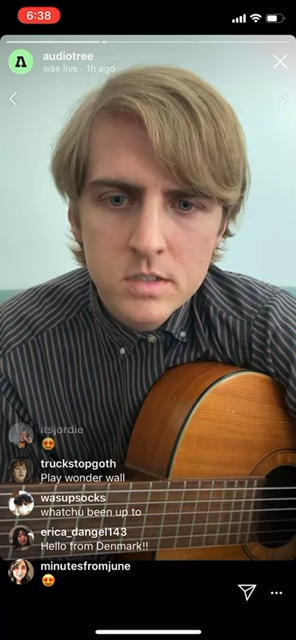 6:38
audiotree
was live · 1h ago
itsjordie
truckstopgoth
Play wonder wall
wasupsocks
whatchu been up to
erica_dangel143
Hello from Denmark!!
minutesfromjune